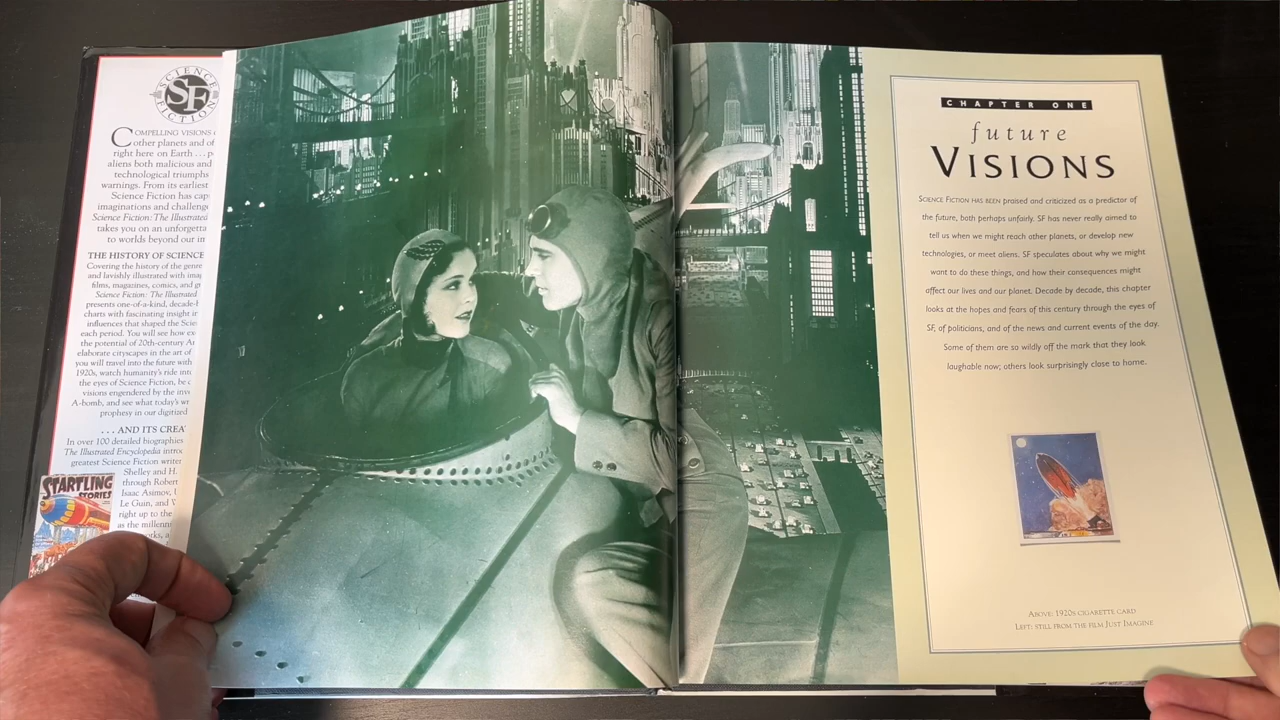 SCIENCE
SF
FICTION
COMPELLING VISIONS
other planets and of
right here on Earth ... p
aliens both malicious and
technological triumphs
warnings. From its earliest
Science Fiction has cap
imaginations and challenge
Science Fiction: The Illustrated
takes you on an unforgetta
to worlds beyond our im
THE HISTORY OF SCIENCE
Covering the history of the genre
and lavishly illustrated with imag
films, magazines, comics, and
Science Fiction: The Illustrated
presents one-of-a-kind, decade-
charts with fascinating insight in
influences that shaped the Scie
each period. You will see how ex
the potential of 20th-century Ar
elaborate cityscapes in the art of
you will travel into the future with
1920s, watch humanity's ride into
the eyes of Science Fiction, be
visions engendered by the inve
A-bomb, and see what today's wr
prophesy in our digitized
... AND ITS CREA
In over 100 detailed biographies
The Illustrated Encyclopedia intro
greatest Science Fiction writer
Shelley and H.
through Robert
Isaac Asimov,
Le Guin, and
right up to the
as the millenni
STARTLING
STORIES
CHAPTER ONE
future
VISIONS
SCIENCE FICTION HAS BEEN praised and criticized as a predictor of
the future, both perhaps unfairly. SF has never really aimed to
tell us when we might reach other planets, or develop new
technologies, or meet aliens. SF speculates about why we might
want to do these things, and how their consequences might
affect our lives and our planet. Decade by decade, this chapter
looks at the hopes and fears of this century through the eyes of
SF, of politicians, and of the news and current events of the day.
Some of them are so wildly off the mark that they look
laughable now; others look surprisingly close to home.
ABOVE: 1920S CIGARETTE CARD
LEFT: STILL FROM THE FILM JUST IMAGINE